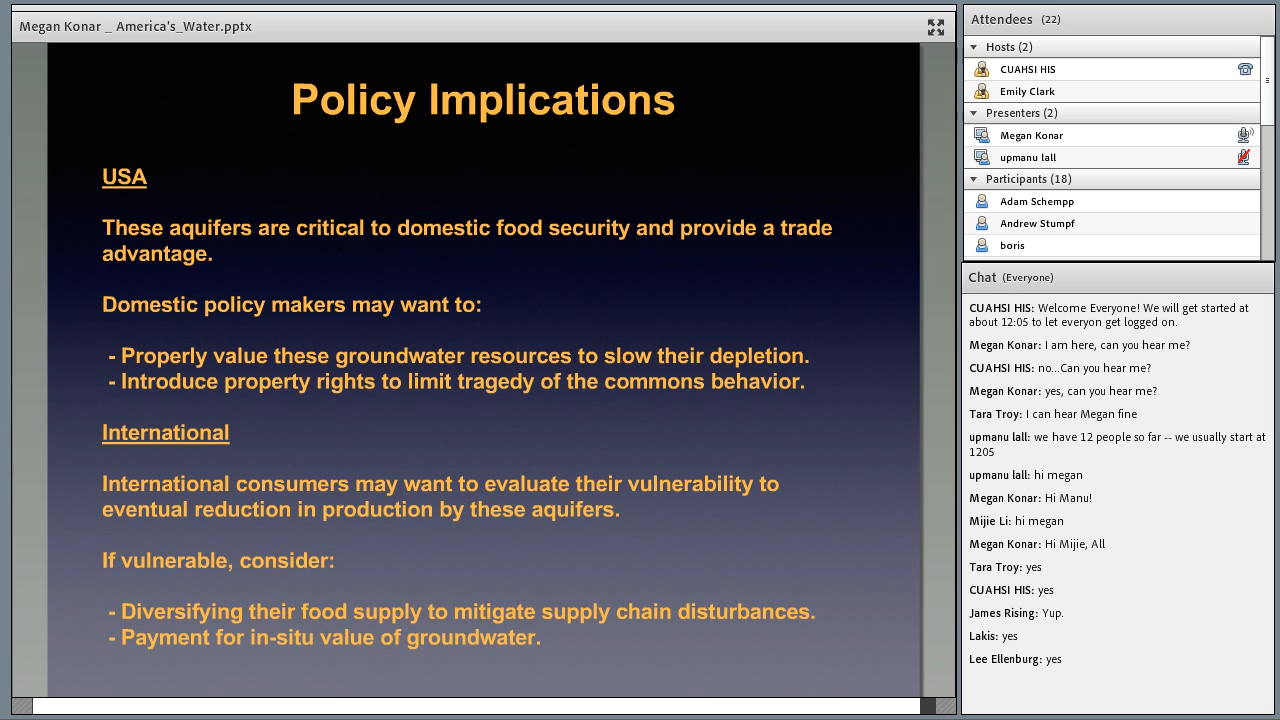 Megan Konar _ America's_Water.pptx
Policy Implications
USA
These aquifers are critical to domestic food security and provide a trade
advantage.
Domestic policy makers may want to:
- Properly value these groundwater resources to slow their depletion.
- Introduce property rights to limit tragedy of the commons behavior.
International
International consumers may want to evaluate their vulnerability to
eventual reduction in production by these aquifers.
If vulnerable, consider:
- Diversifying their food supply to mitigate supply chain disturbances.
- Payment for in-situ value of groundwater.
Attendees (22)
Hosts (2)
CUAHSI HIS
Emily Clark
Presenters (2)
Megan Konar
upmanu lall
Participants (18)
Adam Schempp
Andrew Stumpf
boris
Chat (Everyone)
CUAHSI HIS: Welcome Everyone! We will get started at
about 12:05 to let everyon get logged on.
Megan Konar: I am here, can you hear me?
CUAHSI HIS: no...Can you hear me?
Megan Konar: yes, can you hear me?
Tara Troy: I can hear Megan fine
upmanu lall: we have 12 people so far -- we usually start at
1205
upmanu lall: hi megan
Megan Konar: Hi Manu!
Mijie Li: hi megan
Megan Konar: Hi Mijie, All
Tara Troy: yes
CUAHSI HIS: yes
James Rising: Yup.
Lakis: yes
Lee Ellenburg: yes